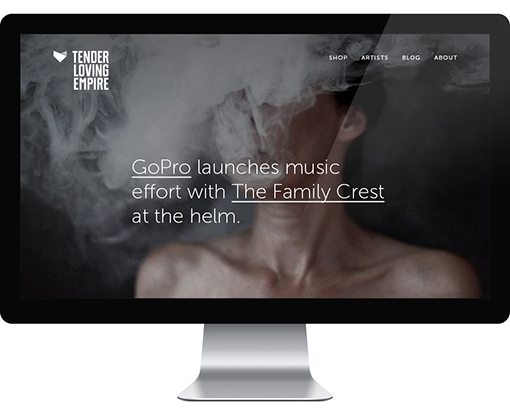 TENDER
LOVING
EMPIRE
SHOP ARTISTS BLOG ABOUT
GoPro launches music
effort with The Family Crest
at the helm.